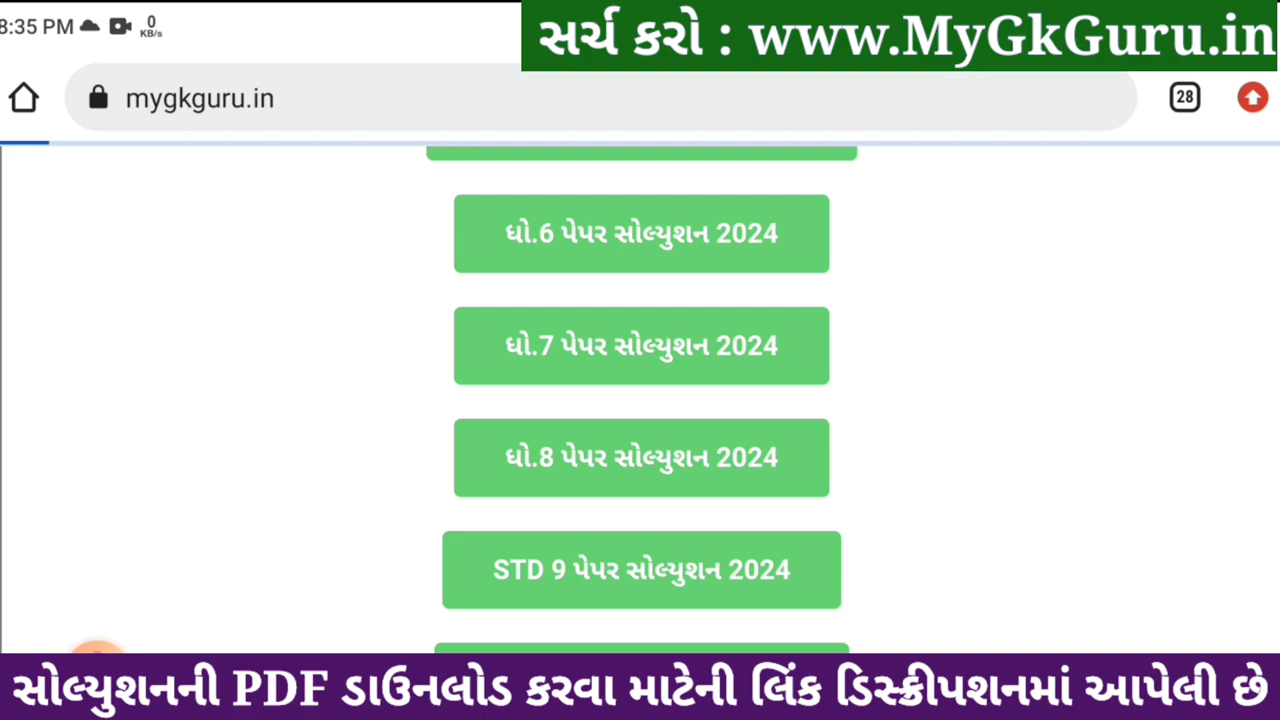 8:35 PM 0 KB/s
સર્ચ કરો : www.MyGkGuru.in
mygkguru.in
28
ધો.6 પેપર સોલ્યુશન 2024
ધો.7 પેપર સોલ્યુશન 2024
ધો.8 પેપર સોલ્યુશન 2024
STD 9 પેપર સોલ્યુશન 2024
સોલ્યુશનની PDF ડાઉનલોડ કરવા માટેની લિંક ડિસ્ક્રીપશનમાં આપેલી છે